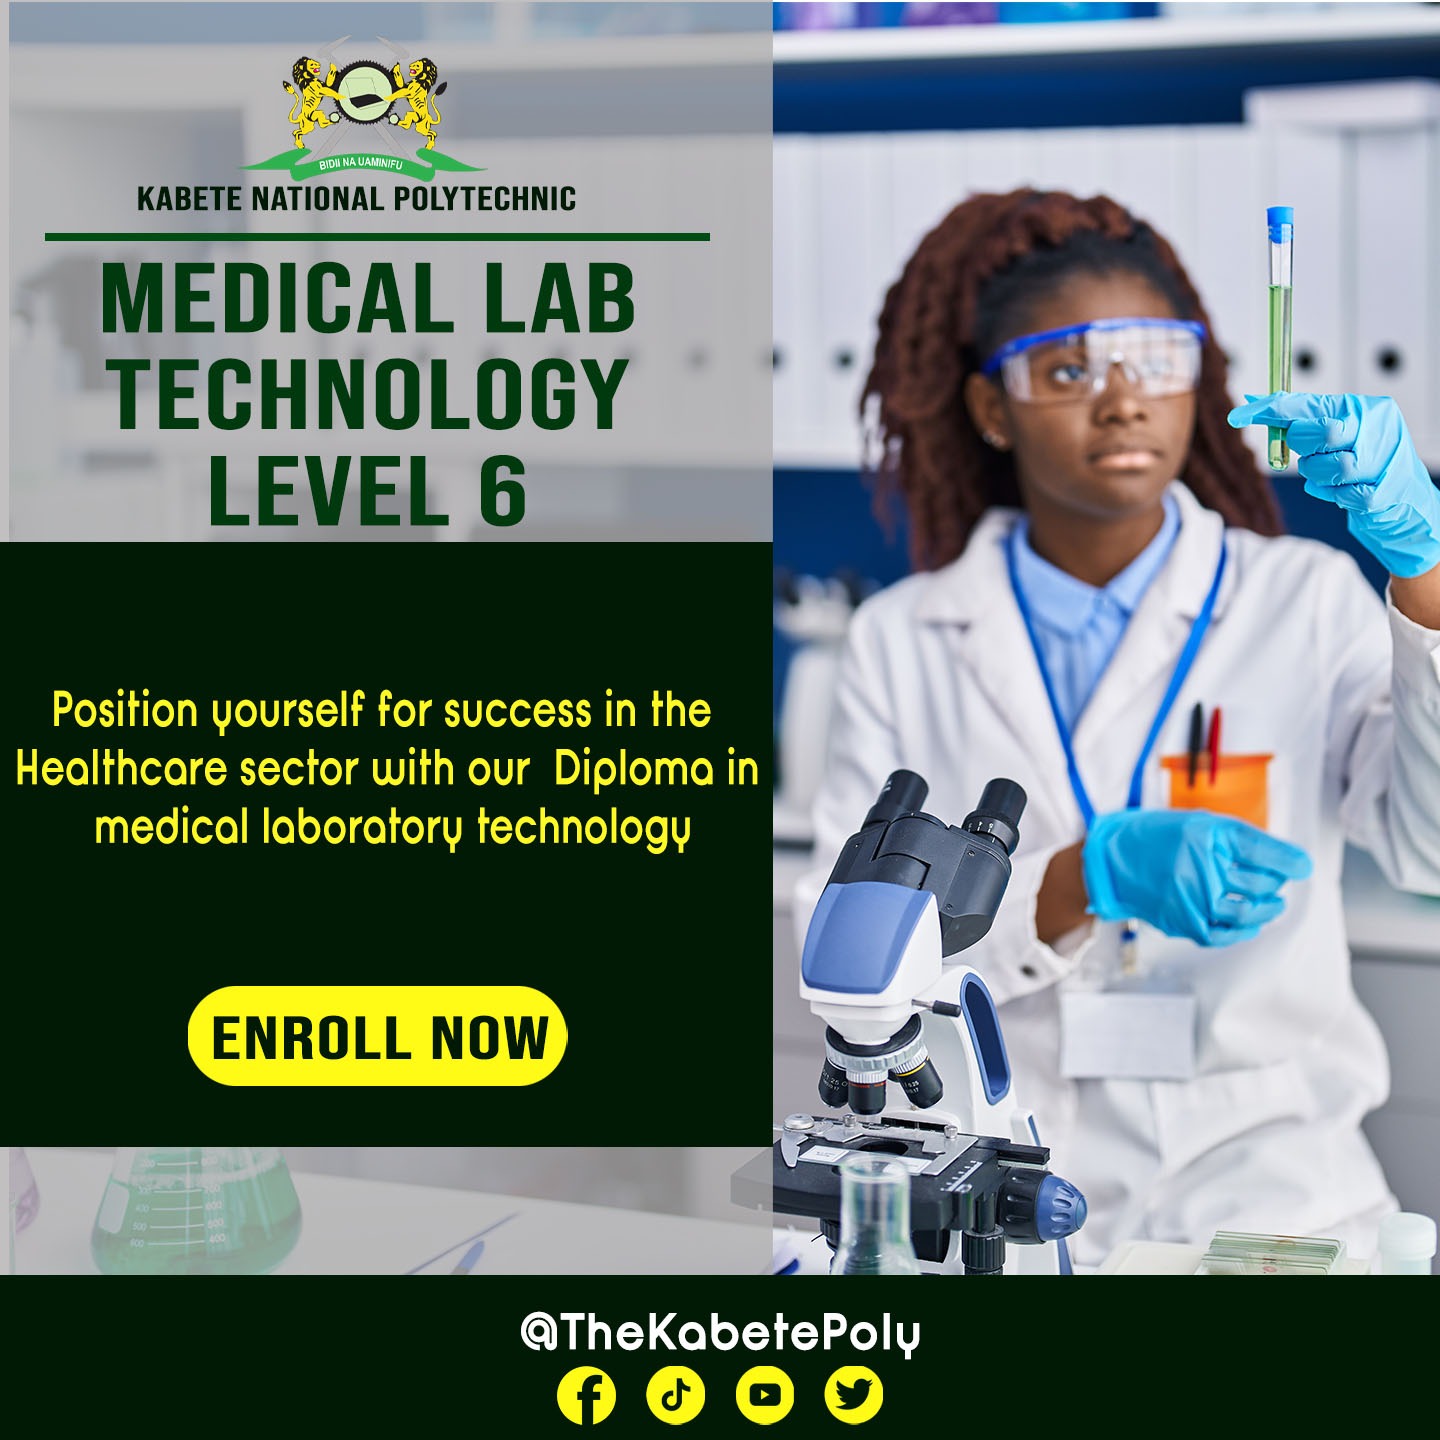 BIDII NA UAMINIFU
KABETE NATIONAL POLYTECHNIC
MEDICAL LAB
TECHNOLOGY
LEVEL 6
Position yourself for success in the
Healthcare sector with our Diploma in
medical laboratory technology
ENROLL NOW
@TheKabetePoly